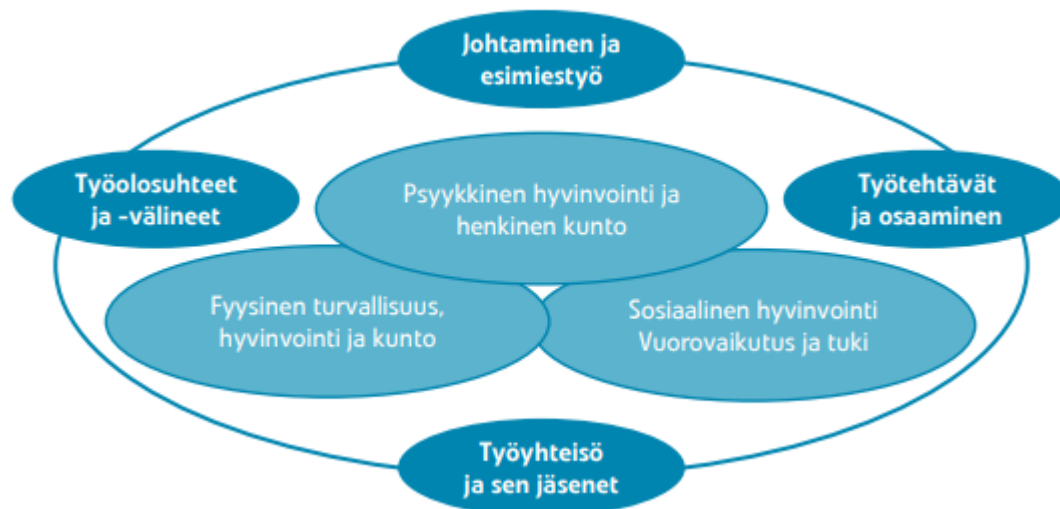 Johtaminen ja
esimiestyö
Työolosuhteet
ja -välineet
Psyykkinen hyvinvointi ja
henkinen kunto
Työtehtävät
ja osaaminen
Fyysinen turvallisuus,
hyvinvointi ja kunto
Sosiaalinen hyvinvointi
Vuorovaikutus ja tuki
Työyhteisö
ja sen jäsenet